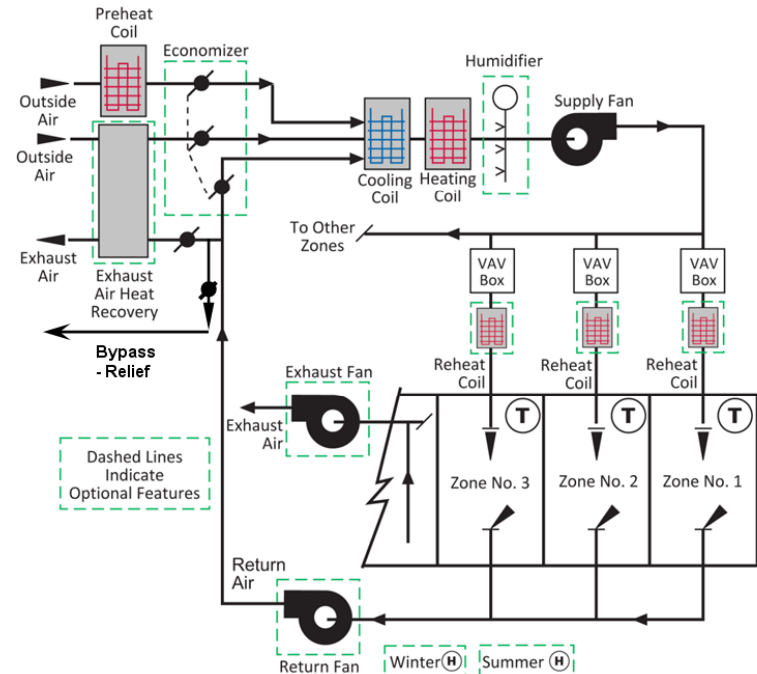 Preheat
Coil
Economizer
Humidifier
Outside
Air
Supply Fan
Outside
Air
Cooling
Coil
Heating
Coil
To Other
Zones
Exhaust
Air
Exhaust
Air Heat
Recovery
VAV
Box
VAV
Box
VAV
Box
Bypass
- Relief
Reheat
Coil
Reheat
Coil
Reheat
Coil
Exhaust Fan
Exhaust
Air
T
T
T
Dashed Lines
Indicate
Optional Features
Zone No. 3
Zone No. 2
Zone No. 1
Return
Air
Return Fan
Winter H
Summer H